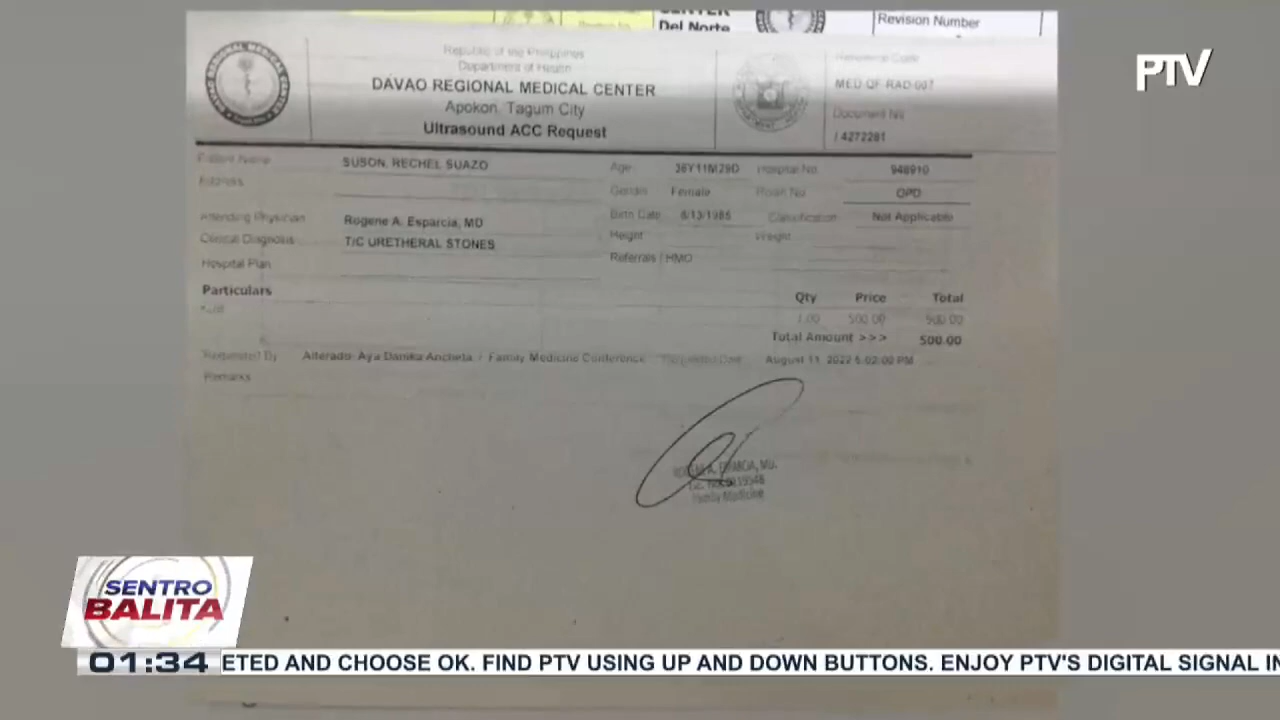 Del Norte
Revision Number
PTV
Republic of the Philippines
Department of Health
DAVAO REGIONAL MEDICAL CENTER
Apokon, Tagum City
Ultrasound ACC Request
Reference Code
MED OF RAD 007
Document No
14272281
Patient Name SUSON, RECHEL SUAZO Age 36Y11M29D Hospital No. 948910
Address Gender Female Room No. OPD
Attending Physician Rogene A. Esparcia, MD Birth Date 8/13/1985 Classification Not Applicable
Clinical Diagnosis T/C URETHERAL STONES Height Weight
Hospital Plan Referrals / HMO
Particulars Qty Price Total
1.00 500.00 500.00
Total Amount >>> 500.00
Requested By Alterado, Aya Danika Ancheta / Family Medicine Conference Requested Date August 11, 2022 5:02:00 PM
Remarks
Family Medicine
SENTRO
BALITA
01:34 ETED AND CHOOSE OK. FIND PTV USING UP AND DOWN BUTTONS. ENJOY PTV'S DIGITAL SIGNAL IN